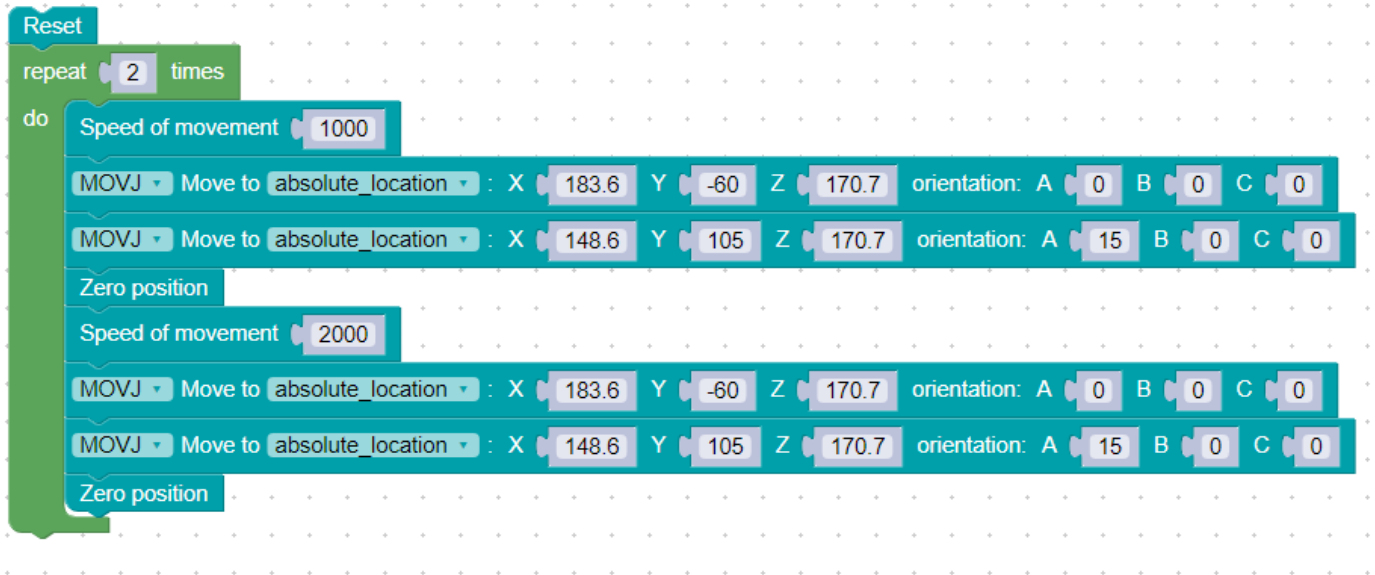 Reset
repeat 2 times
do
Speed of movement 1000
MOVJ Move to absolute_location : X 183.6 Y -60 Z 170.7 orientation: A 0 B 0 C 0
MOVJ Move to absolute_location : X 148.6 Y 105 Z 170.7 orientation: A 15 B 0 C 0
Zero position
Speed of movement 2000
MOVJ Move to absolute_location : X 183.6 Y -60 Z 170.7 orientation: A 0 B 0 C 0
MOVJ Move to absolute_location : X 148.6 Y 105 Z 170.7 orientation: A 15 B 0 C 0
Zero position